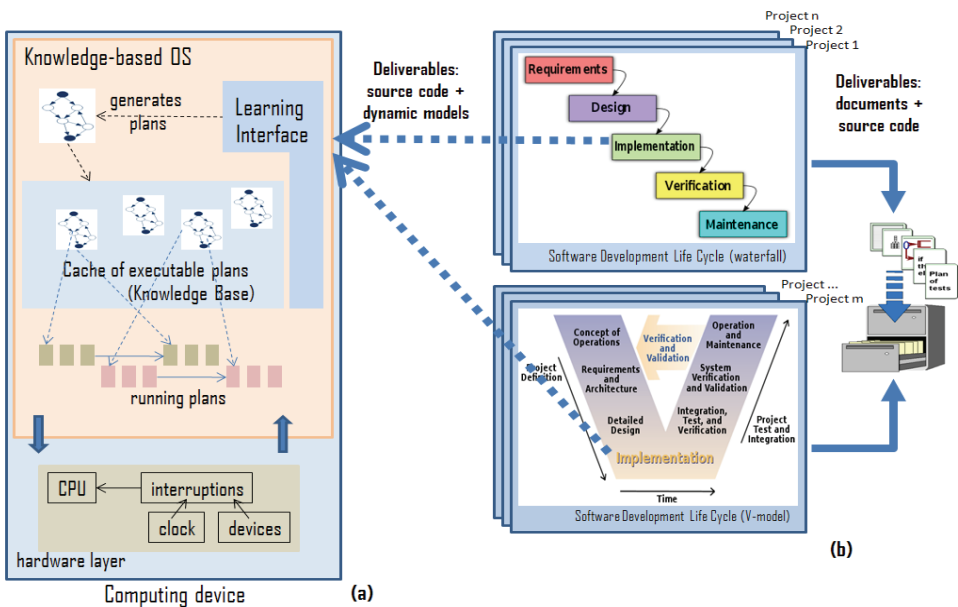 Knowledge-based OS
generates
plans
Learning
Interface
Cache of executable plans
(Knowledge Base)
running plans
CPU
interruptions
clock
devices
hardware layer
Computing device
(a)
Deliverables:
source code +
dynamic models
Project n
Project 2
Project 1
Requirements
Design
Implementation
Verification
Maintenance
Software Development Life Cycle (waterfall)
Deliverables:
documents +
source code
if
th
el
Plan
of
tests
Project ...
Project m
Concept of
Operations
Verification
and
Validation
Operation
and
Maintenance
Project
Definition
Requirements
and
Architecture
System
Verification
and Validation
Detailed
Design
Integration,
Test, and
Verification
Project
Test and
Integration
Implementation
Time
Software Development Life Cycle (V-model)
(b)